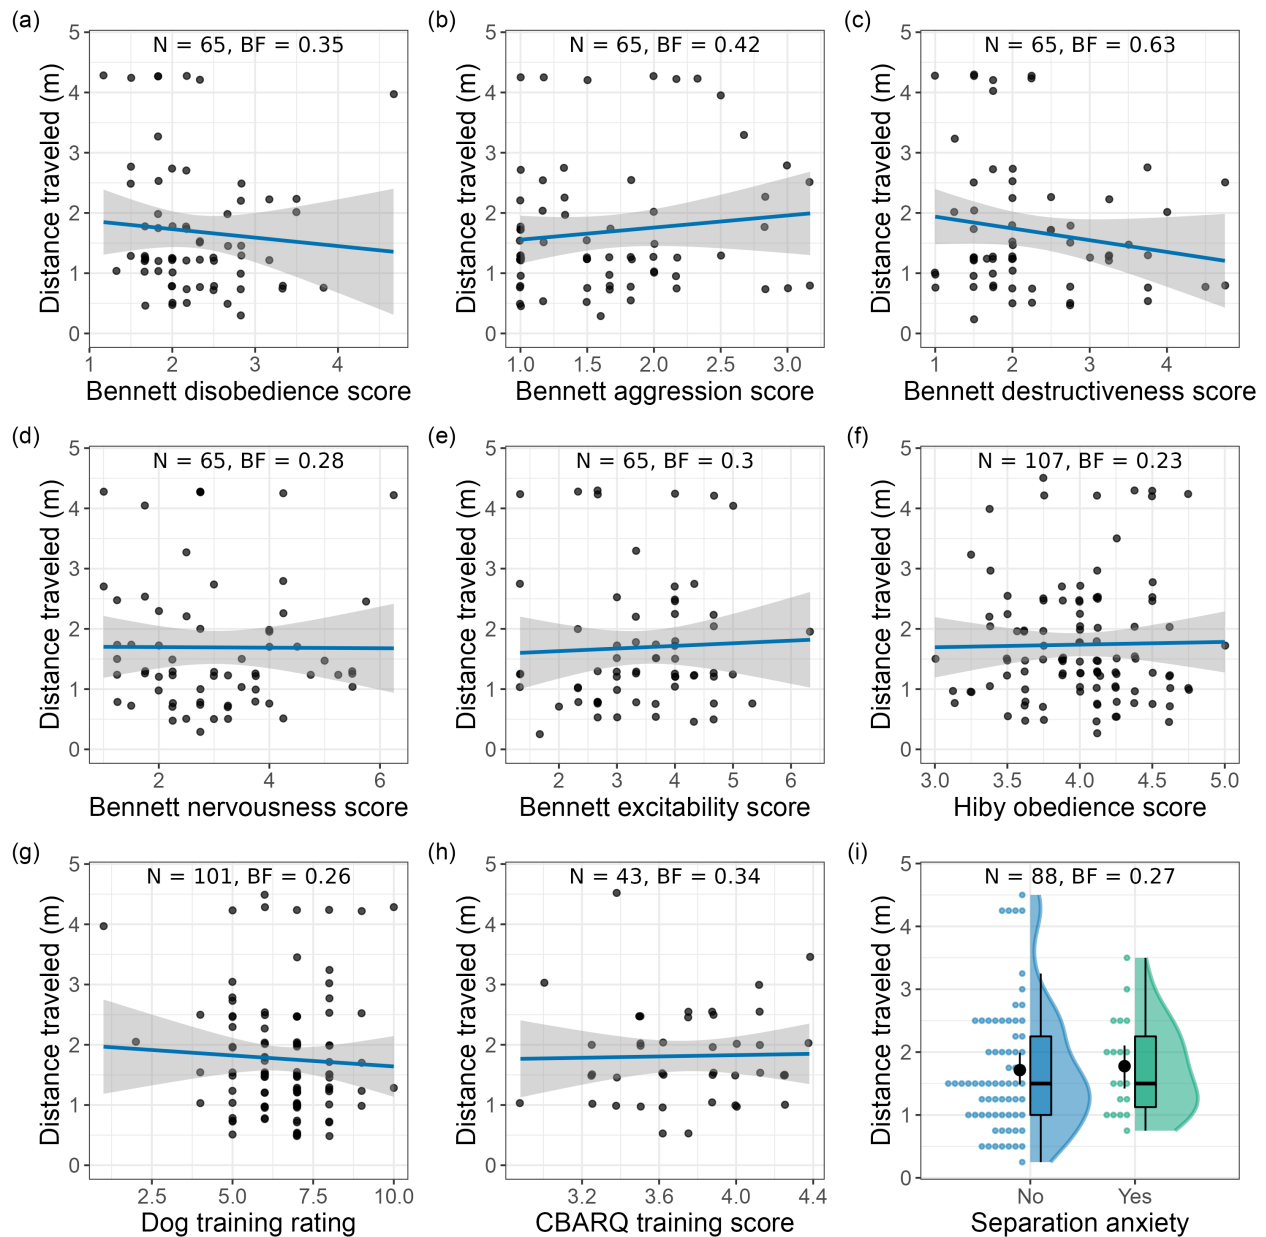 (a)
N = 65, BF = 0.35
Distance traveled (m)
5
4
3
2
1
0
1 2 3 4
Bennett disobedience score
(b)
N = 65, BF = 0.42
Distance traveled (m)
5
4
3
2
1
0
1.0 1.5 2.0 2.5 3.0
Bennett aggression score
(c)
N = 65, BF = 0.63
Distance traveled (m)
5
4
3
2
1
0
1 2 3 4
Bennett destructiveness score
(d)
N = 65, BF = 0.28
Distance traveled (m)
5
4
3
2
1
0
2 4 6
Bennett nervousness score
(e)
N = 65, BF = 0.3
Distance traveled (m)
5
4
3
2
1
0
2 3 4 5 6
Bennett excitability score
(f)
N = 107, BF = 0.23
Distance traveled (m)
5
4
3
2
1
0
3.0 3.5 4.0 4.5 5.0
Hiby obedience score
(g)
N = 101, BF = 0.26
Distance traveled (m)
5
4
3
2
1
0
2.5 5.0 7.5 10.0
Dog training rating
(h)
N = 43, BF = 0.34
Distance traveled (m)
5
4
3
2
1
0
3.2 3.6 4.0 4.4
CBARQ training score
(i)
N = 88, BF = 0.27
Distance traveled (m)
5
4
3
2
1
0
No Yes
Separation anxiety